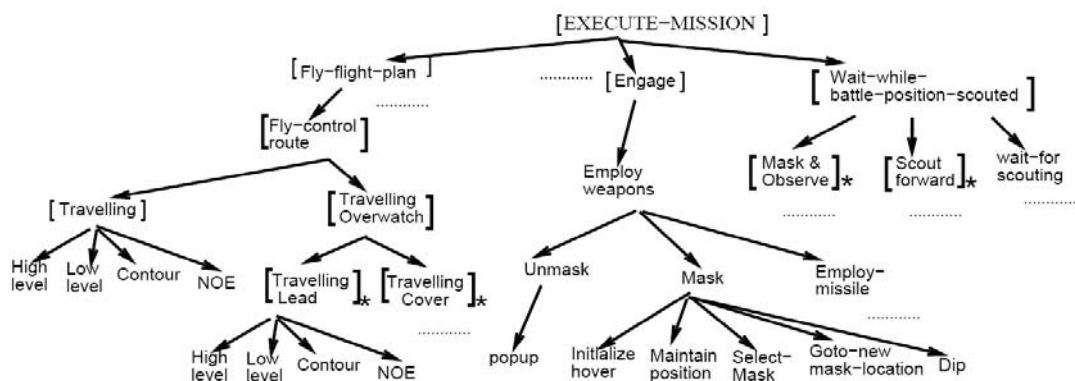 [EXECUTE-MISSION]
[Fly-flight-plan]
[Engage]
[Wait-while-
battle-position-scouted]
[Fly-control
route]
Employ
weapons
[Mask &
Observe]*
[Scout
forward]*
wait-for
scouting
[Travelling]
[Travelling
Overwatch]
High
level
Low
level
Contour
NOE
[Travelling
Lead]*
[Travelling
Cover]*
Unmask
Mask
Employ-
missile
High
level
Low
level
Contour
NOE
popup
Initialize
hover
Maintain
position
Select-
Mask
Goto-new
mask-location
Dip